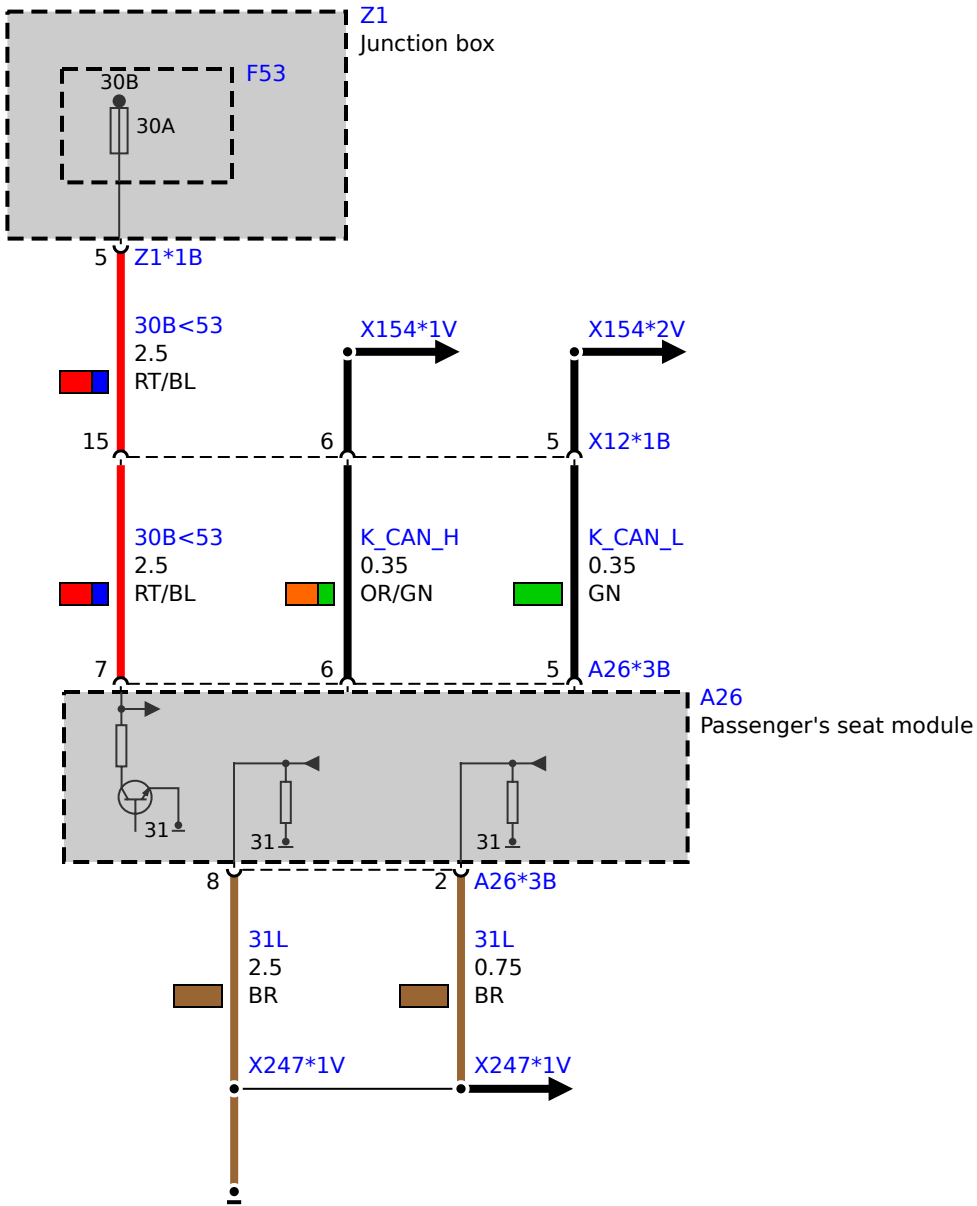 Z1
Junction box
F53
30B
30A
5 Z1*1B
30B<53
2.5
RT/BL
X154*1V
X154*2V
15 6 5 X12*1B
30B<53
2.5
RT/BL
K_CAN_H
0.35
OR/GN
K_CAN_L
0.35
GN
7 6 5 A26*3B
A26
Passenger's seat module
31
31
31
8 2 A26*3B
31L
2.5
BR
31L
0.75
BR
X247*1V
X247*1V